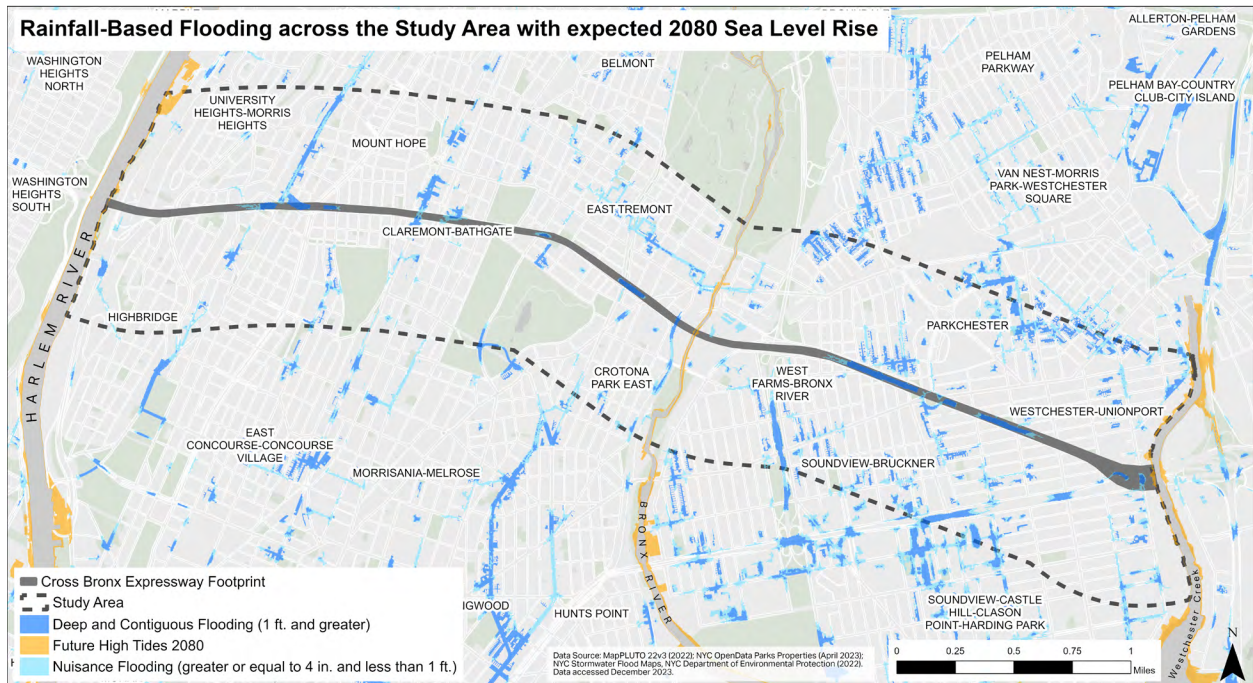 Rainfall-Based Flooding across the Study Area with expected 2080 Sea Level Rise
ALLERTON-PELHAM
GARDENS
WASHINGTON
HEIGHTS
NORTH
BELMONT
PELHAM
PARKWAY
UNIVERSITY
HEIGHTS-MORRIS
HEIGHTS
PELHAM BAY-COUNTRY
CLUB-CITY ISLAND
MOUNT HOPE
WASHINGTON
HEIGHTS
SOUTH
VAN NEST-MORRIS
PARK-WESTCHESTER
SQUARE
EAST TREMONT
CLAREMONT-BATHGATE
HARLEM RIVER
HIGHBRIDGE
PARKCHESTER
CROTONA
PARK EAST
WEST
FARMS-BRONX
RIVER
WESTCHESTER-UNIONPORT
EAST
CONCOURSE-CONCOURSE
VILLAGE
MORRISANIA-MELROSE
SOUNDVIEW-BRUCKNER
BRONX RIVER
Westchester Creek
IGWOOD
HUNTS POINT
SOUNDVIEW-CASTLE
HILL-CLASON
POINT-HARDING PARK
Cross Bronx Expressway Footprint
Study Area
Deep and Contiguous Flooding (1 ft. and greater)
Future High Tides 2080
Nuisance Flooding (greater or equal to 4 in. and less than 1 ft.)
Data Source: MapPLUTO 22v3 (2022); NYC OpenData Parks Properties (April 2023);
NYC Stormwater Flood Maps, NYC Department of Environmental Protection (2022).
Data accessed December 2023.
0 0.25 0.5 0.75 1
Miles
N